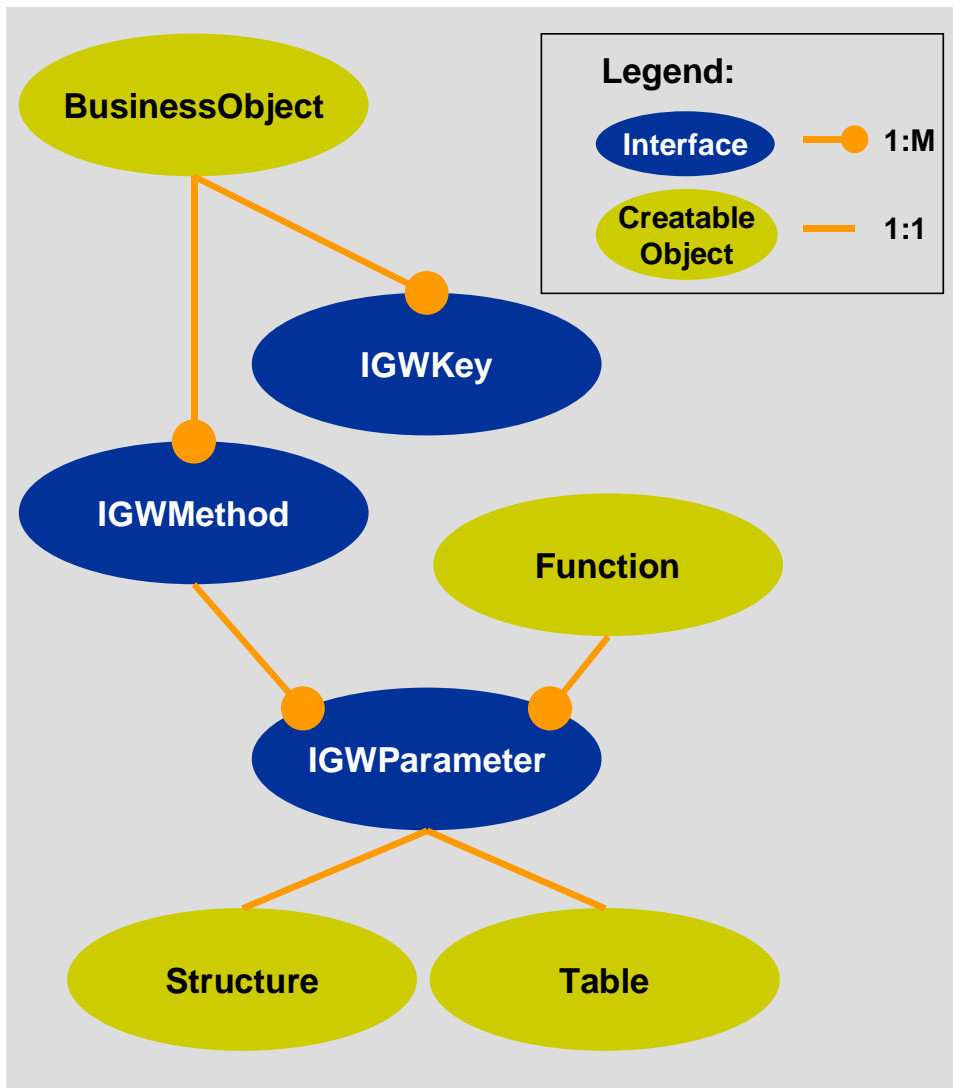 BusinessObject
Legend:
Interface
1:M
Creatable
Object
1:1
IGWKey
IGWMethod
Function
IGWParameter
Structure
Table